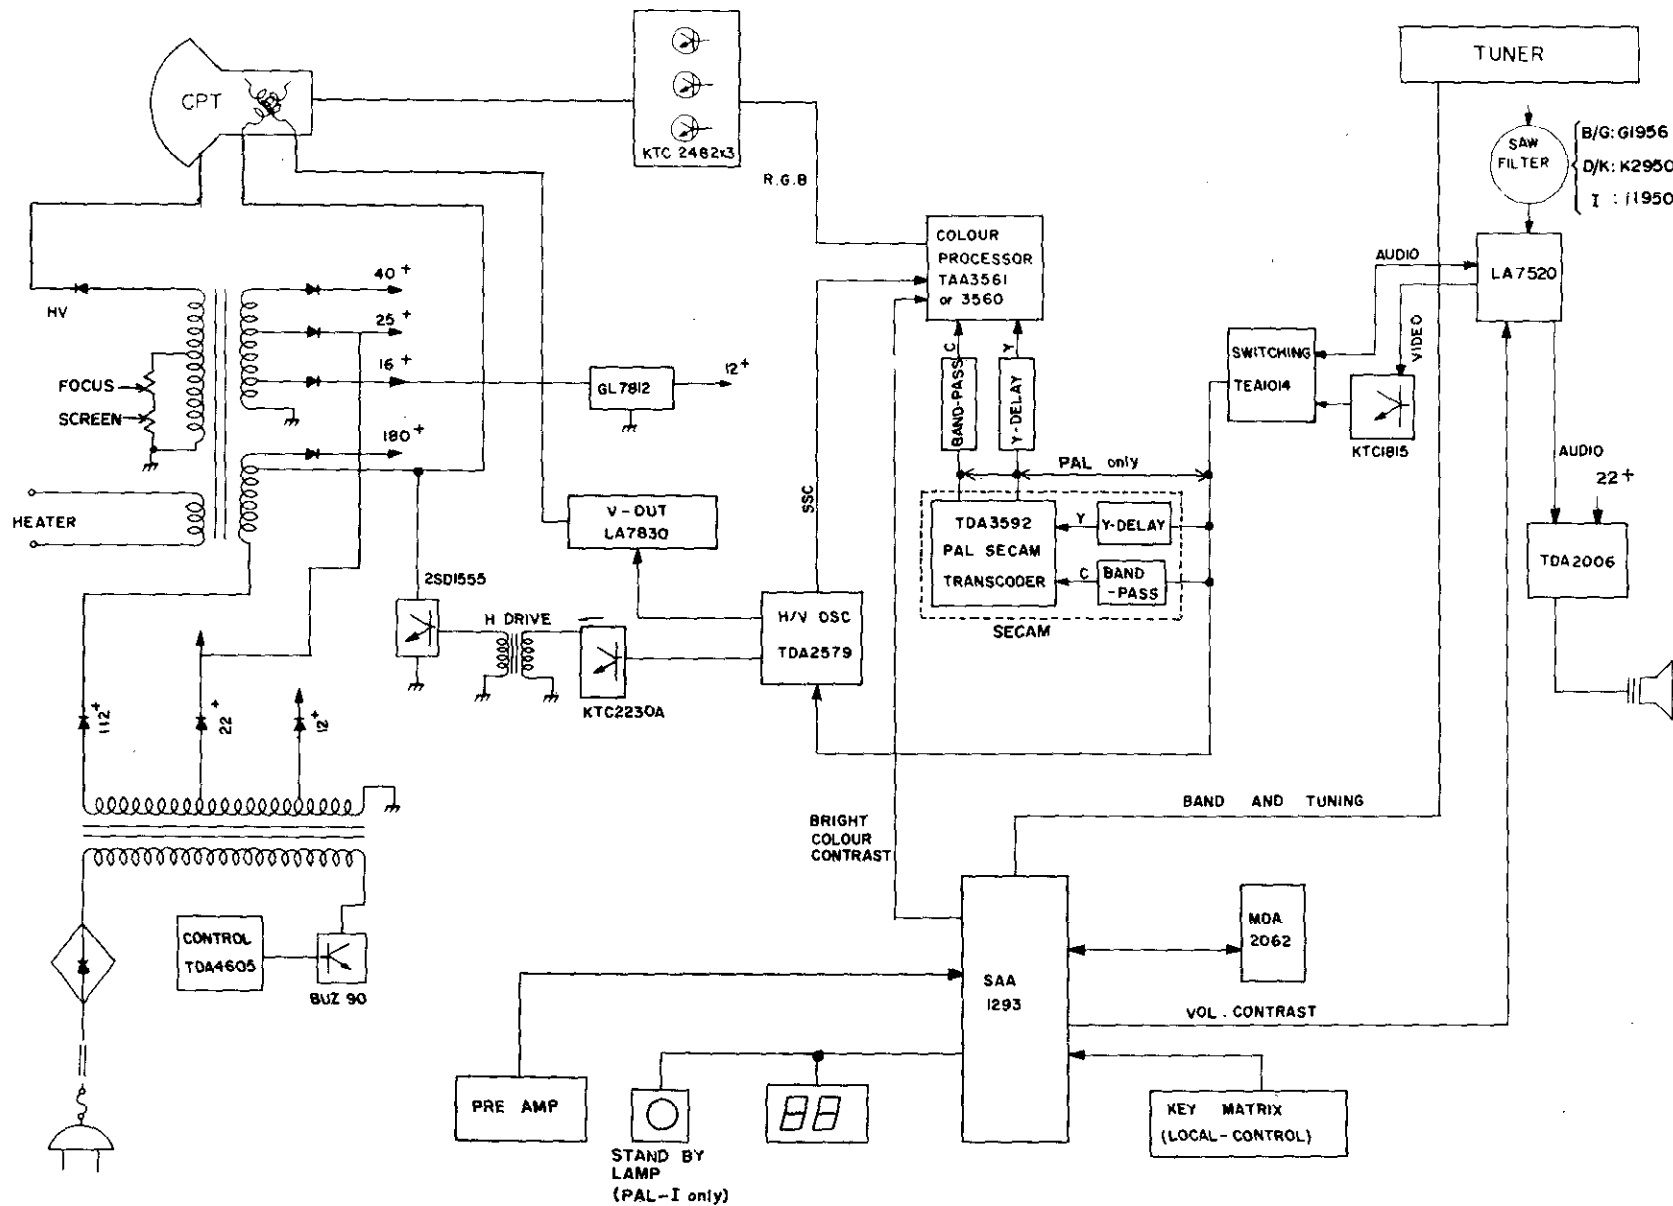 TUNER
CPT
KTC 2482x3
R.G.B
SAW
FILTER
B/G: G1956
D/K: K2950
I : I1950
COLOUR
PROCESSOR
TAA3561
or 3560
AUDIO
LA7520
VIDEO
HV
40+
25+
16+
180+
GL7812
12+
FOCUS
SCREEN
HEATER
C
Y
BAND-PASS
Y-DELAY
SWITCHING
TEA1014
KTC1815
PAL only
AUDIO
22+
SSC
V-OUT
LA7830
TDA3592
PAL SECAM
TRANSCODER
Y
Y-DELAY
C
BAND
-PASS
SECAM
TDA2006
2SD1555
H DRIVE
H/V OSC
TDA2579
KTC2230A
112+
22+
12+
BAND AND TUNING
BRIGHT
COLOUR
CONTRAST
CONTROL
TDA4605
BUZ 90
MDA
2062
SAA
1293
VOL . CONTRAST
PRE AMP
88
KEY MATRIX
(LOCAL-CONTROL)
STAND BY
LAMP
(PAL-I only)